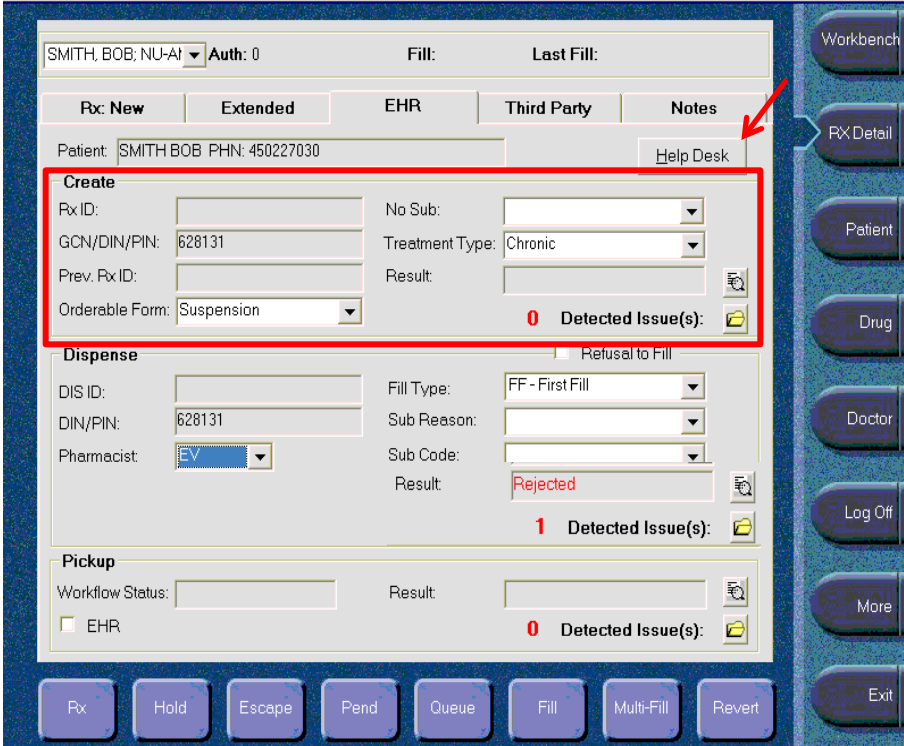 SMITH, BOB; NU-AI Auth: 0 Fill: Last Fill:
Rx: New Extended EHR Third Party Notes
Patient: SMITH BOB PHN: 450227030 Help Desk
Create
Rx ID: No Sub:
GCN/DIN/PIN: 628131 Treatment Type: Chronic
Prev. Rx ID: Result:
Orderable Form: Suspension 0 Detected Issue(s):
Dispense Refusal to Fill
DIS ID: Fill Type: FF - First Fill
DIN/PIN: 628131 Sub Reason:
Pharmacist: EV Sub Code:
Result: Rejected
1 Detected Issue(s):
Pickup
Workflow Status: Result:
EHR 0 Detected Issue(s):
Rx Hold Escape Pend Queue Fill Multi-Fill Revert
Workbench
RX Detail
Patient
Drug
Doctor
Log Off
More
Exit